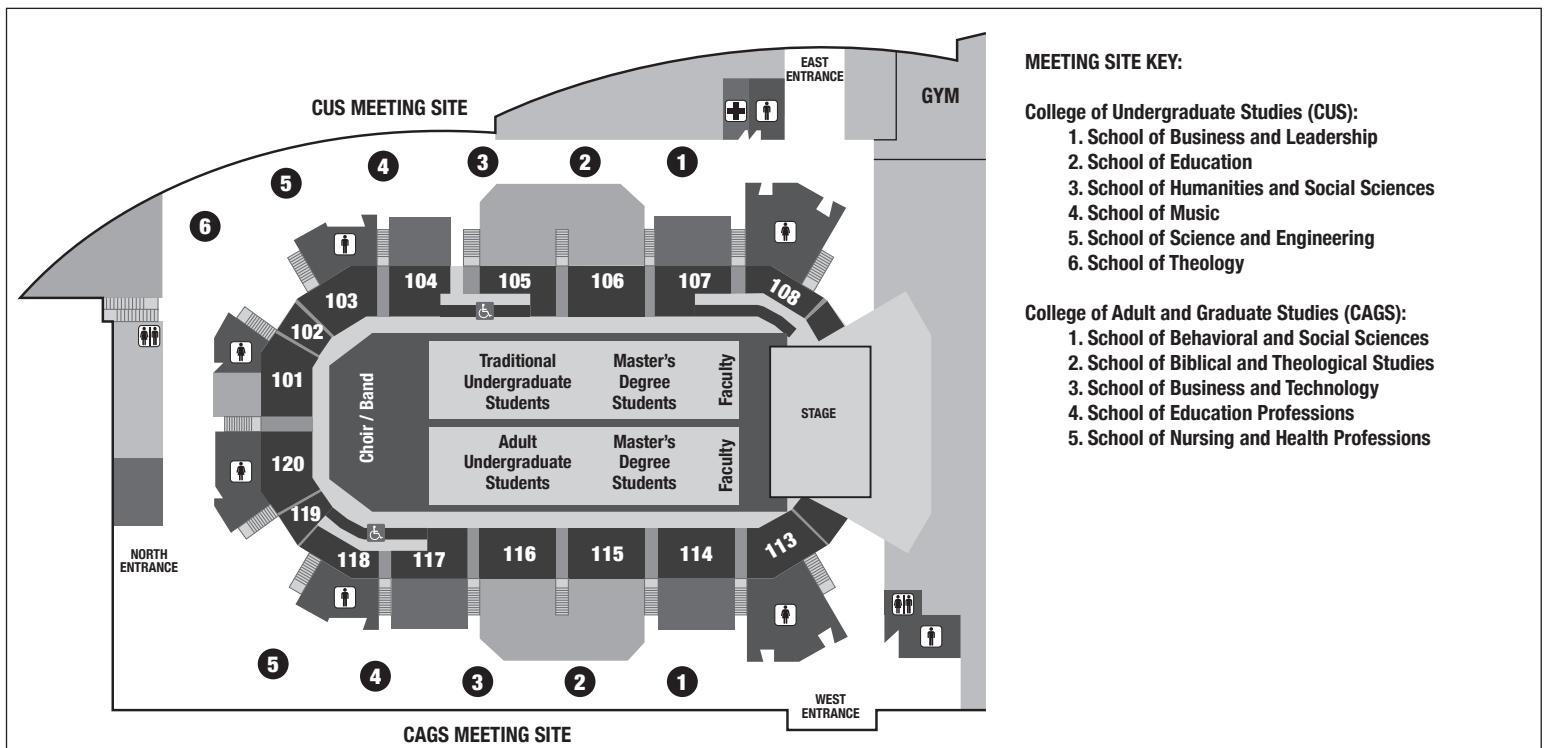 EAST
ENTRANCE
GYM
CUS MEETING SITE
4
3
2
1
5
6
104
105
106
107
103
108
102
101
Choir / Band
Traditional
Undergraduate
Students
Master's
Degree
Students
Faculty
STAGE
Adult
Undergraduate
Students
Master's
Degree
Students
Faculty
120
119
118
117
116
115
114
113
NORTH
ENTRANCE
5
4
3
2
1
WEST
ENTRANCE
CAGS MEETING SITE
MEETING SITE KEY:
College of Undergraduate Studies (CUS):
1. School of Business and Leadership
2. School of Education
3. School of Humanities and Social Sciences
4. School of Music
5. School of Science and Engineering
6. School of Theology
College of Adult and Graduate Studies (CAGS):
1. School of Behavioral and Social Sciences
2. School of Biblical and Theological Studies
3. School of Business and Technology
4. School of Education Professions
5. School of Nursing and Health Professions